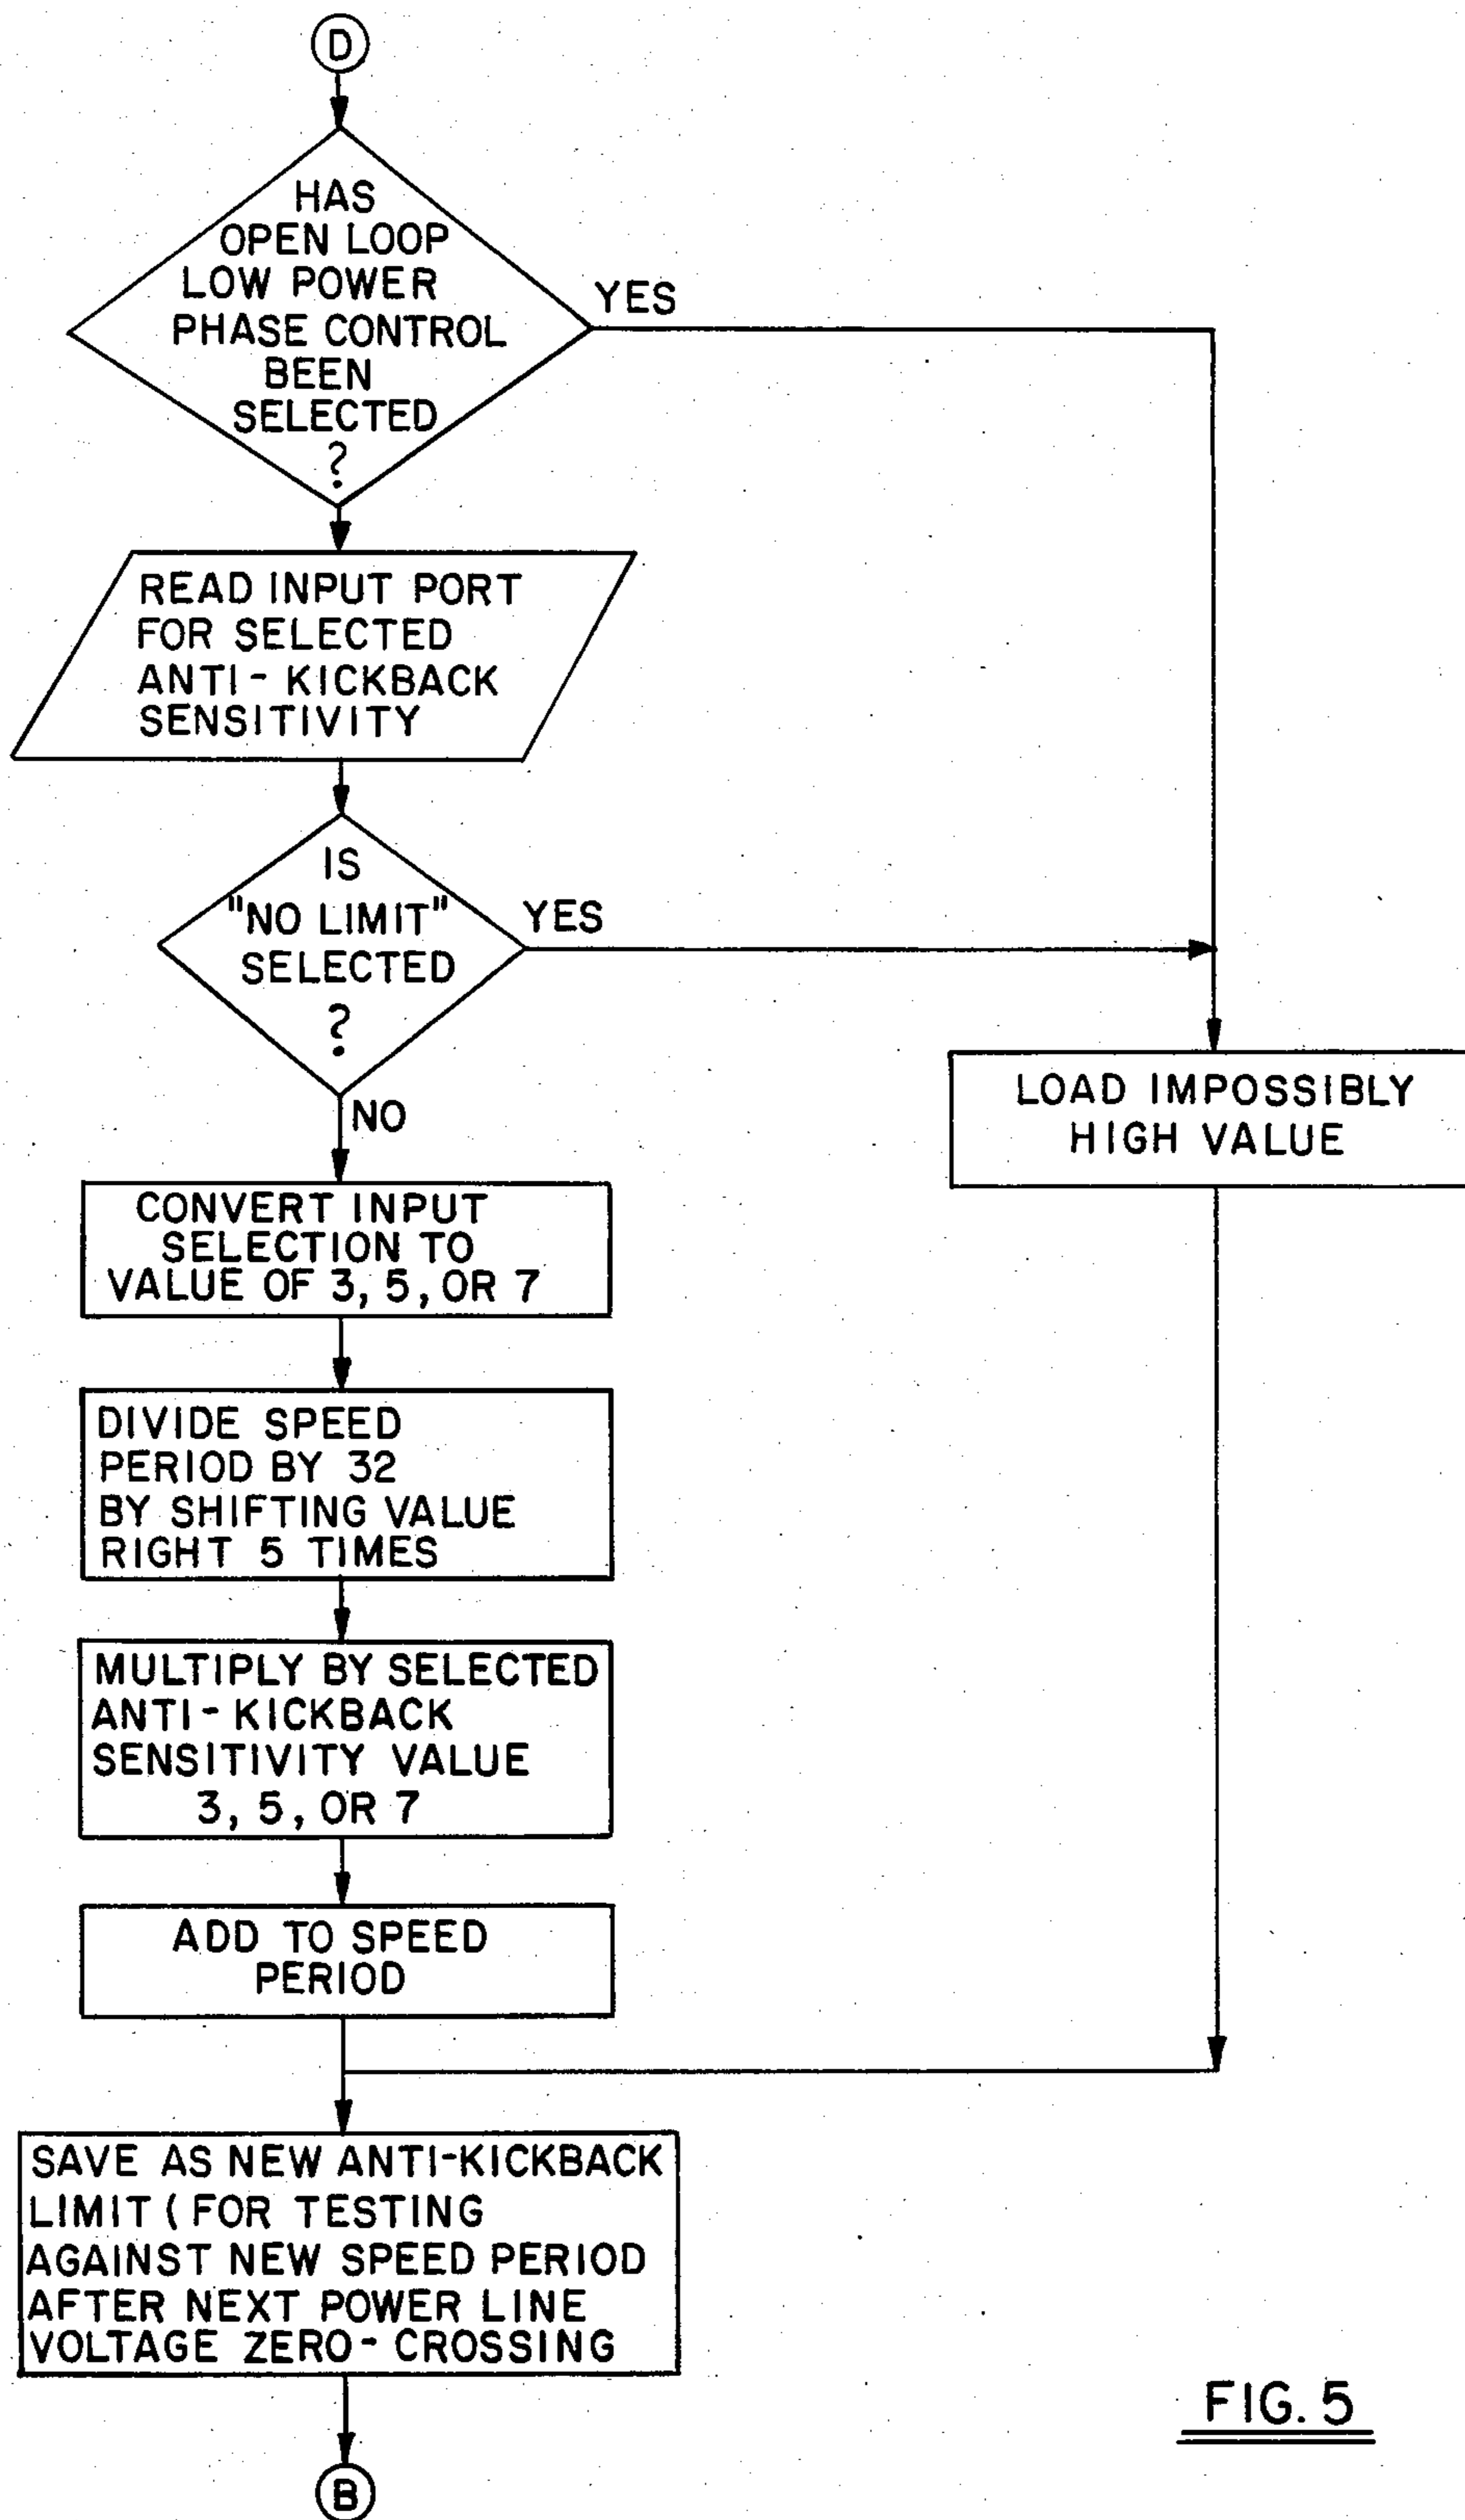 D
HAS
OPEN LOOP
LOW POWER
PHASE CONTROL
BEEN
SELECTED
?
YES
READ INPUT PORT
FOR SELECTED
ANTI-KICKBACK
SENSITIVITY
IS
"NO LIMIT"
SELECTED
?
YES
NO
LOAD IMPOSSIBLY
HIGH VALUE
CONVERT INPUT
SELECTION TO
VALUE OF 3, 5, OR 7
DIVIDE SPEED
PERIOD BY 32
BY SHIFTING VALUE
RIGHT 5 TIMES
MULTIPLY BY SELECTED
ANTI-KICKBACK
SENSITIVITY VALUE
3, 5, OR 7
ADD TO SPEED
PERIOD
SAVE AS NEW ANTI-KICKBACK
LIMIT (FOR TESTING
AGAINST NEW SPEED PERIOD
AFTER NEXT POWER LINE
VOLTAGE ZERO-CROSSING
FIG. 5
B